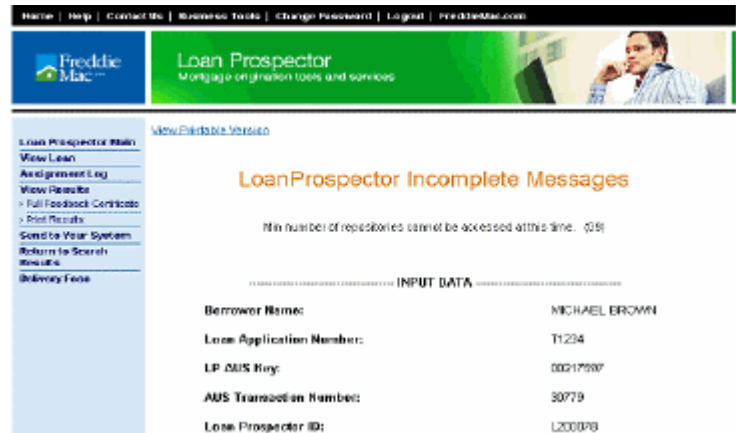 Home | Help | Contact Us | Business Tools | Change Password | Logout | FreddieMac.com
Freddie
Mac
Loan Prospector
Mortgage origination tools and services
View Printable Version
Loan Prospector Main
View Loan
Assignment Log
View Results
› Full Feedback Certificate
› Print Results
Send to Your System
Return to Search
Results
Delivery Fees
LoanProspector Incomplete Messages
Min number of repositories cannot be accessed at this time. (D9)
INPUT DATA
Borrower Name: MICHAEL BROWN
Loan Application Number: T1234
LP AUS Key:
AUS Transaction Number: 30779
Loan Prospector ID: L200078